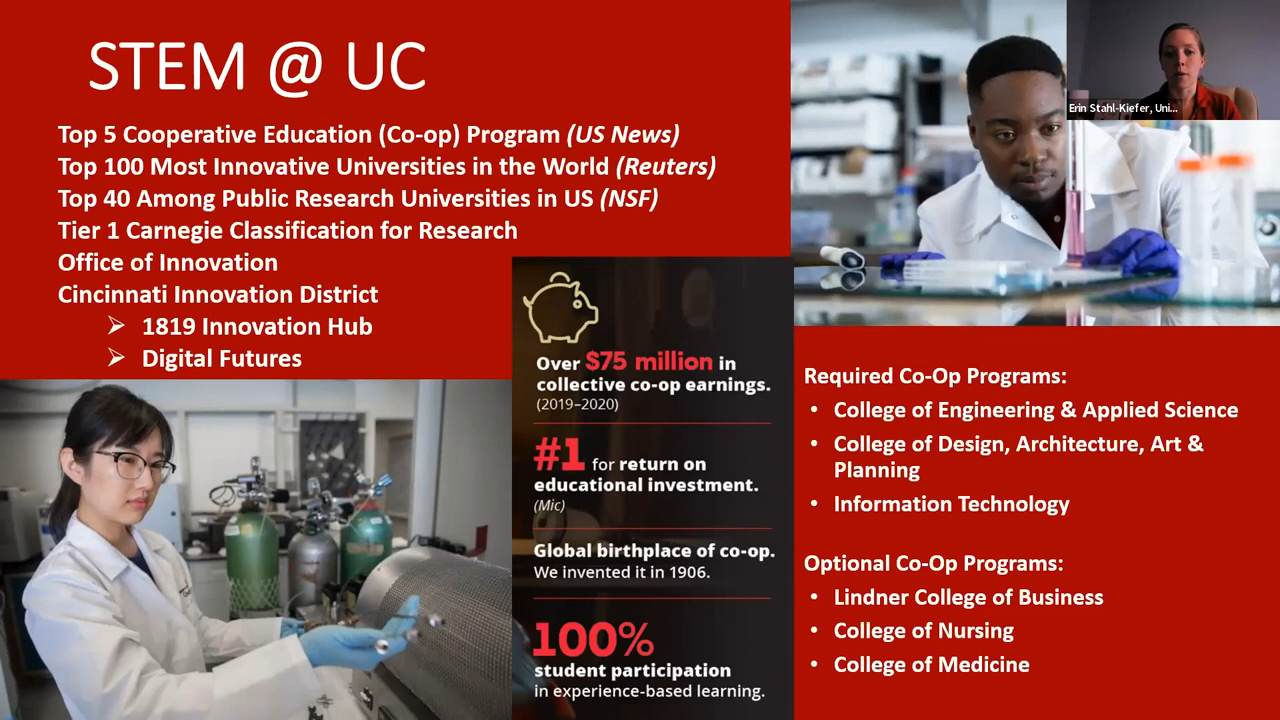 STEM @ UC
Top 5 Cooperative Education (Co-op) Program (US News)
Top 100 Most Innovative Universities in the World (Reuters)
Top 40 Among Public Research Universities in US (NSF)
Tier 1 Carnegie Classification for Research
Office of Innovation
Cincinnati Innovation District
➢ 1819 Innovation Hub
➢ Digital Futures
Over $75 million in
collective co-op earnings.
(2019–2020)
#1 for return on
educational investment.
(Mic)
Global birthplace of co-op.
We invented it in 1906.
100%
student participation
in experience-based learning.
Erin Stahl-Kiefer, Uni...
Required Co-Op Programs:
• College of Engineering & Applied Science
• College of Design, Architecture, Art &
Planning
• Information Technology
Optional Co-Op Programs:
• Lindner College of Business
• College of Nursing
• College of Medicine